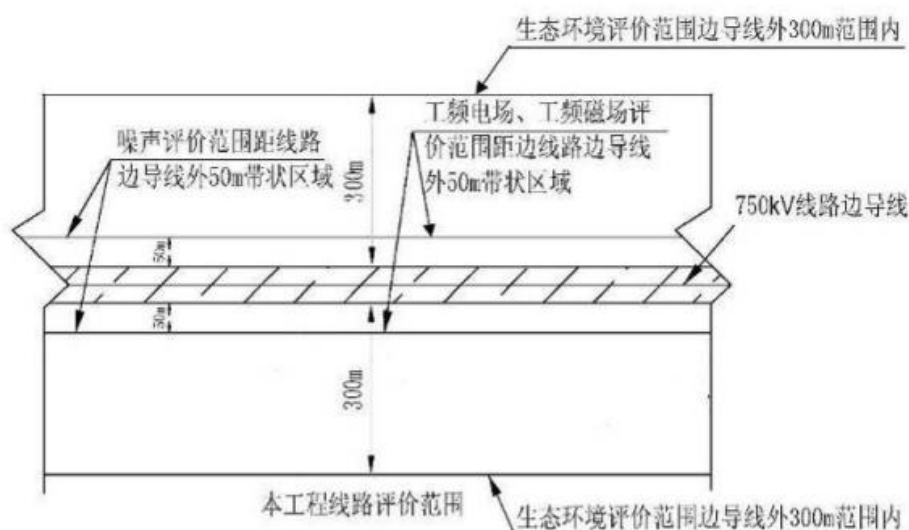 生态环境评价范围边导线外300m范围内
噪声评价范围距线路
边导线外50m带状区域
工频电场、工频磁场评
价范围距边线路边导线
外50m带状区域
300m
750kV线路边导线
50m
50m
300m
本工程线路评价范围
生态环境评价范围边导线外300m范围内